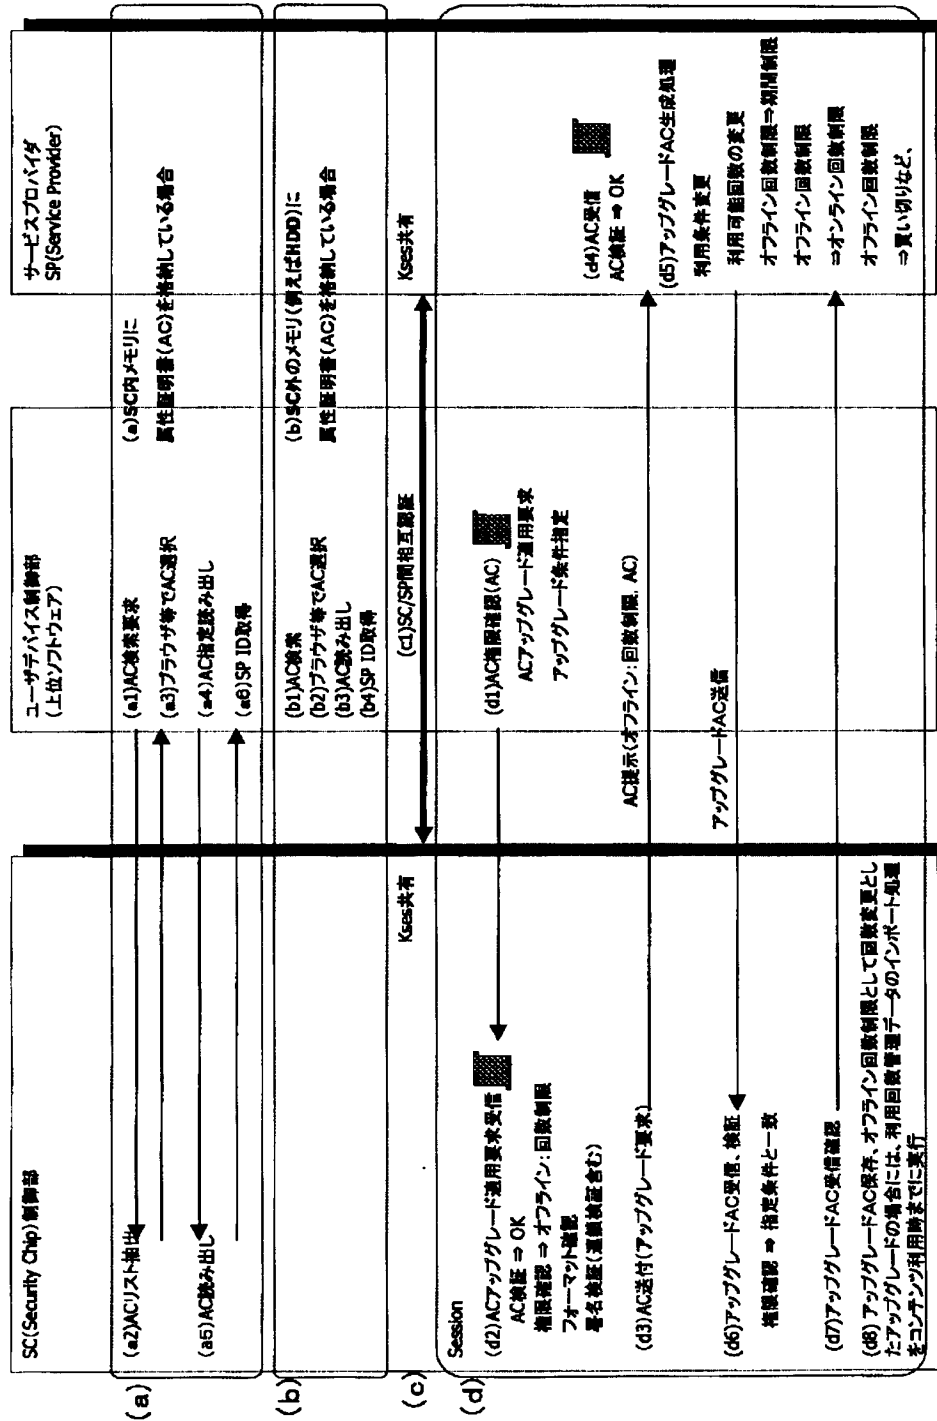 SC(Security Chip)制御部
ユーザデバイス制御部
(上位ソフトウェア)
サービスプロバイダ
SP(Service Provider)
(a)
(a1)AC検索要求
(a2)ACリスト抽出
(a3)ブラウザ等でAC選択
(a4)AC指定読み出し
(a5)AC読み出し
(a6)SP ID取得
(a)SC内メモリに
属性証明書(AC)を格納している場合
(b)
(b1)AC検索
(b2)ブラウザ等でAC選択
(b3)AC読み出し
(b4)SP ID取得
(b)SC外のメモリ(例えばHDD)に
属性証明書(AC)を格納している場合
(c)
Kses共有
(c1)SC/SP間相互認証
Kses共有
(d)
Session
(d1)AC権限確認(AC)
ACアップグレード適用要求
アップグレード条件指定
(d2)ACアップグレード適用要求受信
AC検証 ⇒ OK
権限確認 ⇒ オフライン:回数制限
フォーマット確認
署名検証(連鎖検証含む)
(d3)AC送付(アップグレード要求)
AC提示(オフライン:回数制限, AC)
(d4)AC受信
AC検証 ⇒ OK
(d5)アップグレードAC生成処理
利用条件変更
利用可能回数の変更
オフライン回数制限⇒期間制限
オフライン回数制限
⇒オンライン回数制限
オフライン回数制限
⇒買い切りなど、
アップグレードAC送信
(d6)アップグレードAC受信、検証
権限確認 ⇒ 指定条件と一致
(d7)アップグレードAC受信確認
(d8)アップグレードAC保存、オフライン回数制限として回数変更とし
たアップグレードの場合には、利用回数管理データのインポート処理
をコンテンツ利用時までに実行